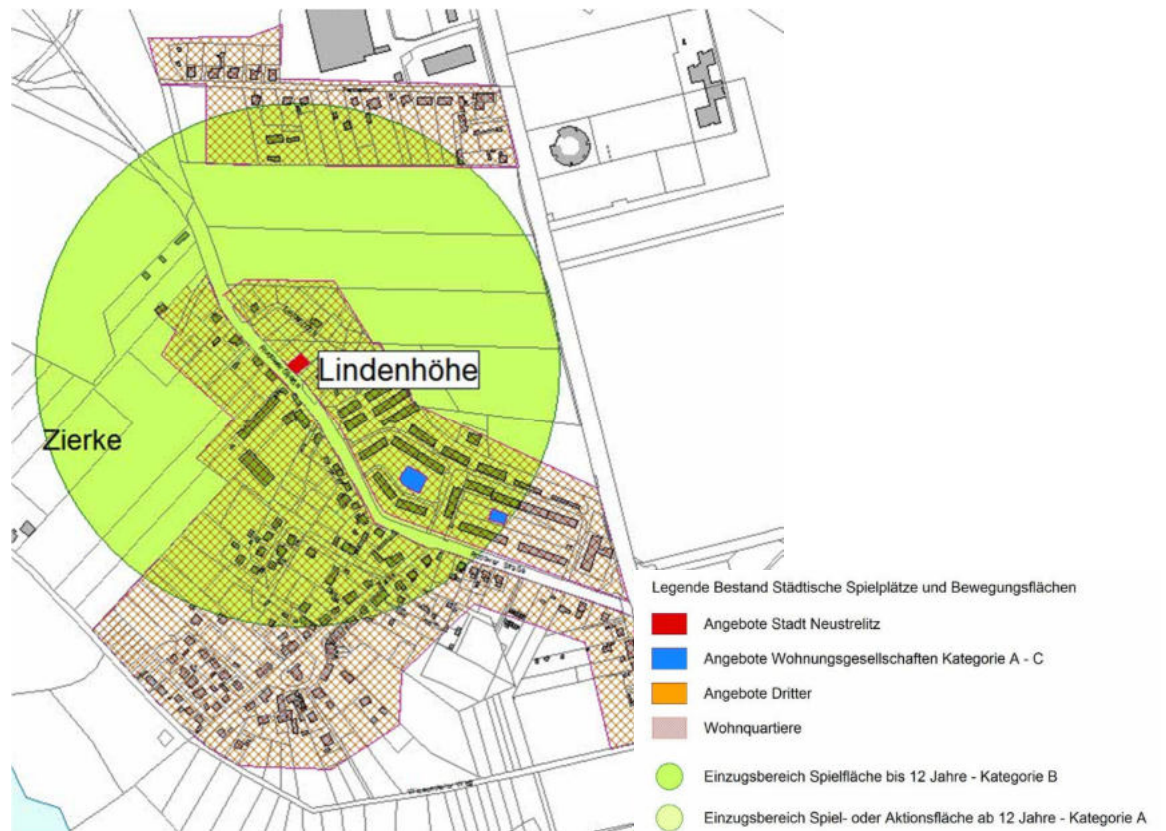 Lindenhöhe
Zierke
Legende Bestand Städtische Spielplätze und Bewegungsflächen
Angebote Stadt Neustrelitz
Angebote Wohnungsgesellschaften Kategorie A - C
Angebote Dritter
Wohnquartiere
Einzugsbereich Spielfläche bis 12 Jahre - Kategorie B
Einzugsbereich Spiel- oder Aktionsfläche ab 12 Jahre - Kategorie A